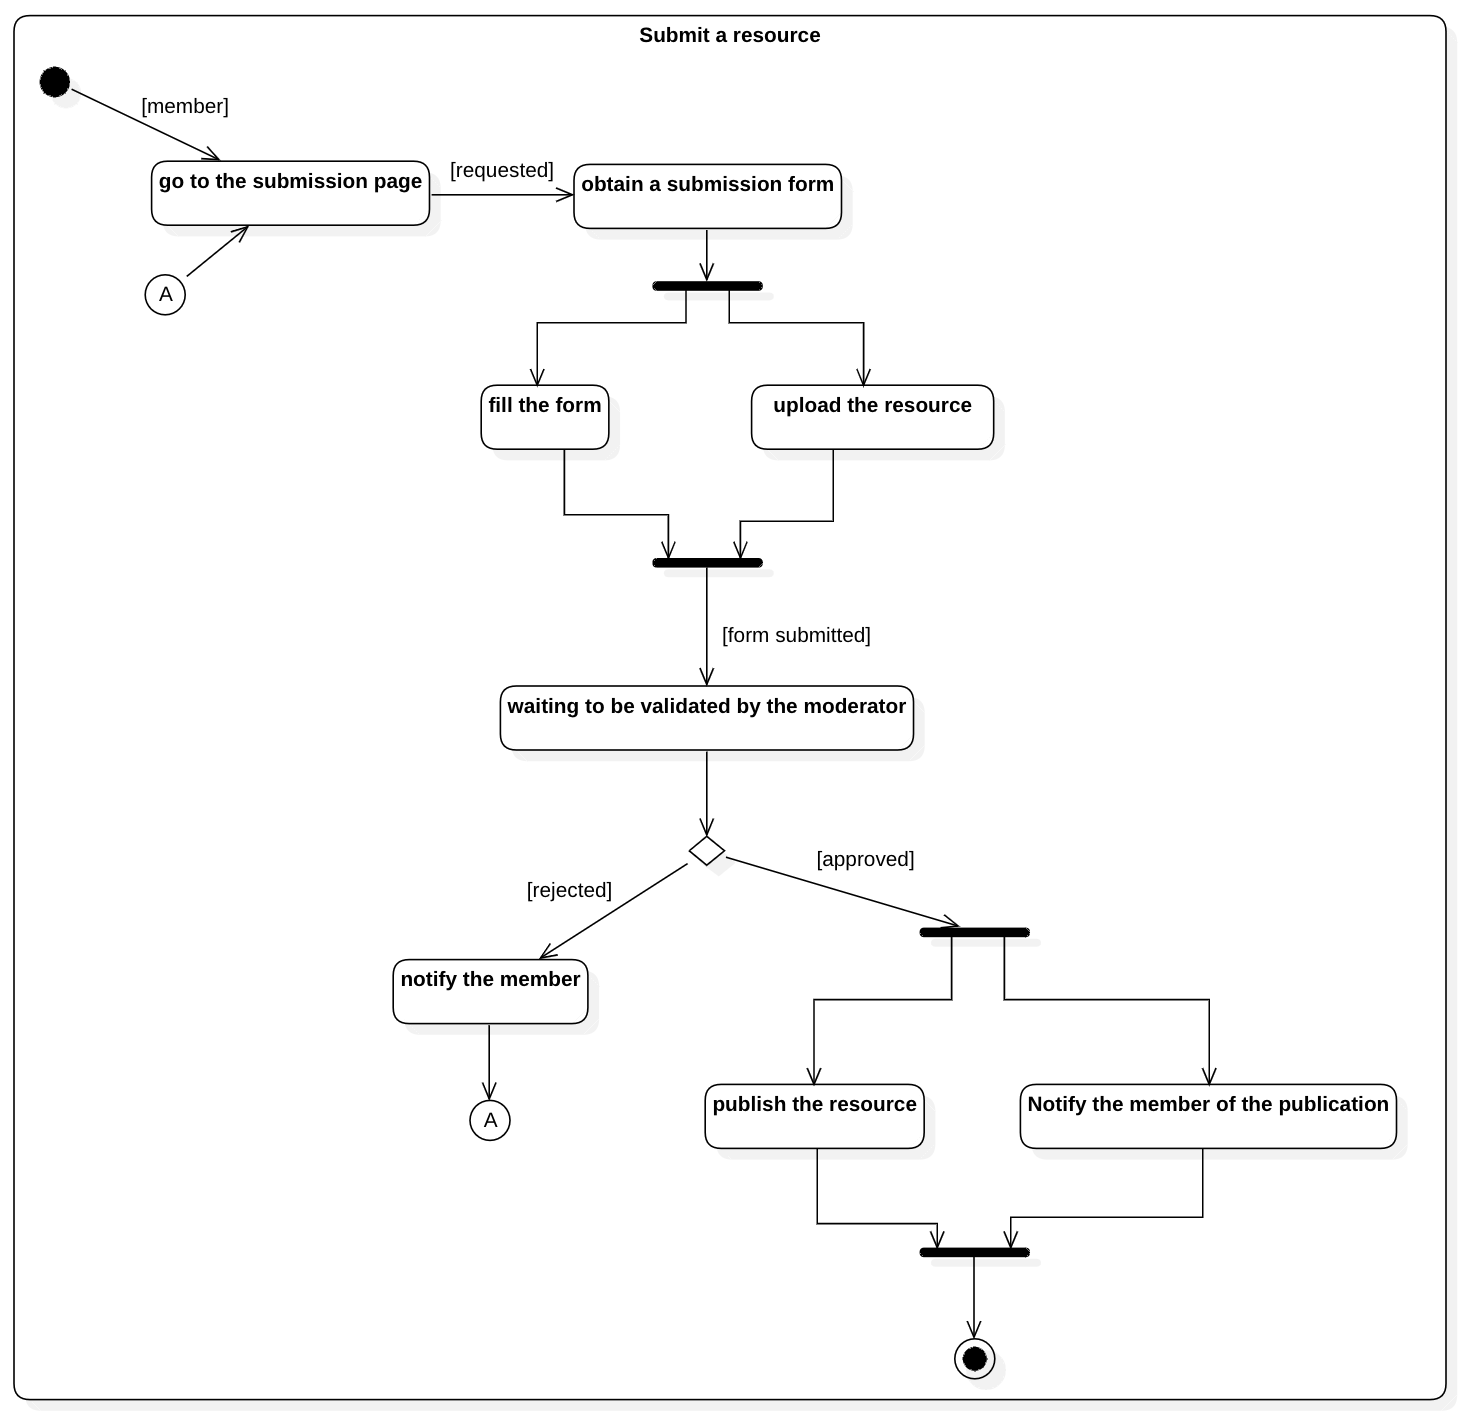 Submit a resource
[member]
go to the submission page
[requested]
obtain a submission form
A
fill the form
upload the resource
[form submitted]
waiting to be validated by the moderator
[approved]
[rejected]
notify the member
A
publish the resource
Notify the member of the publication